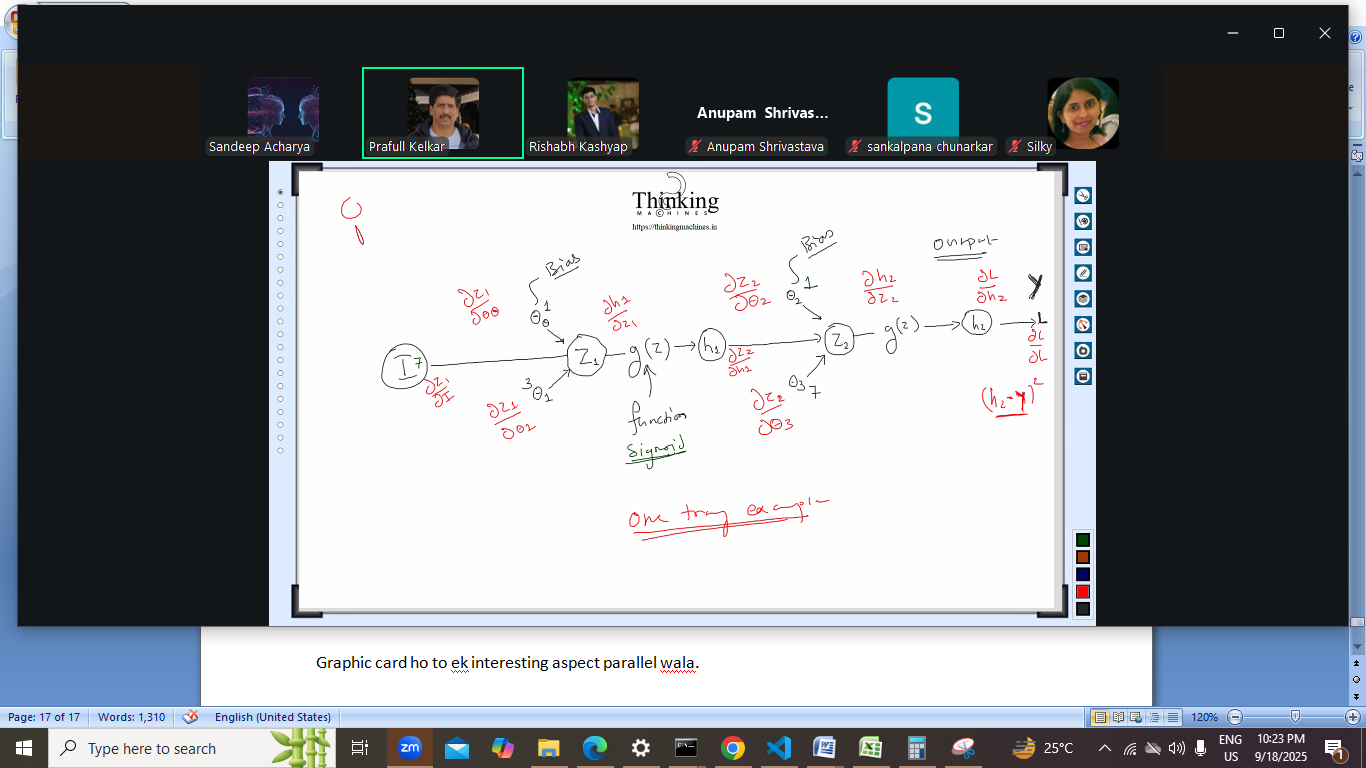 Sandeep Acharya
Prafull Kelkar
Rishabh Kashyap
Anupam Shrivas...
Anupam Shrivastava
S
sankalpana chunarkar
Silky
Thinking
MACHINES
https://thinkingmachines.in
Bias
Bias
Output
∂z1/∂θ0
1
θ0
∂h1/∂z1
∂z2/∂θ2
1
θ2
∂h2/∂z2
∂L/∂h2
Y
I 7
Z1
g(z)
h1
Z2
g(z)
h2
L
∂z1/∂I
3 θ1
∂z2/∂h1
θ3 7
∂L/∂L
∂z1/∂θ1
∂z2/∂θ3
(h2-Y)²
function
Sigmoid
One
Graphic card ho to ek interesting aspect parallel wala.
Page: 17 of 17
Words: 1,310
English (United States)
120%
Type here to search
zm
25°C
ENG
US
10:23 PM
9/18/2025
1